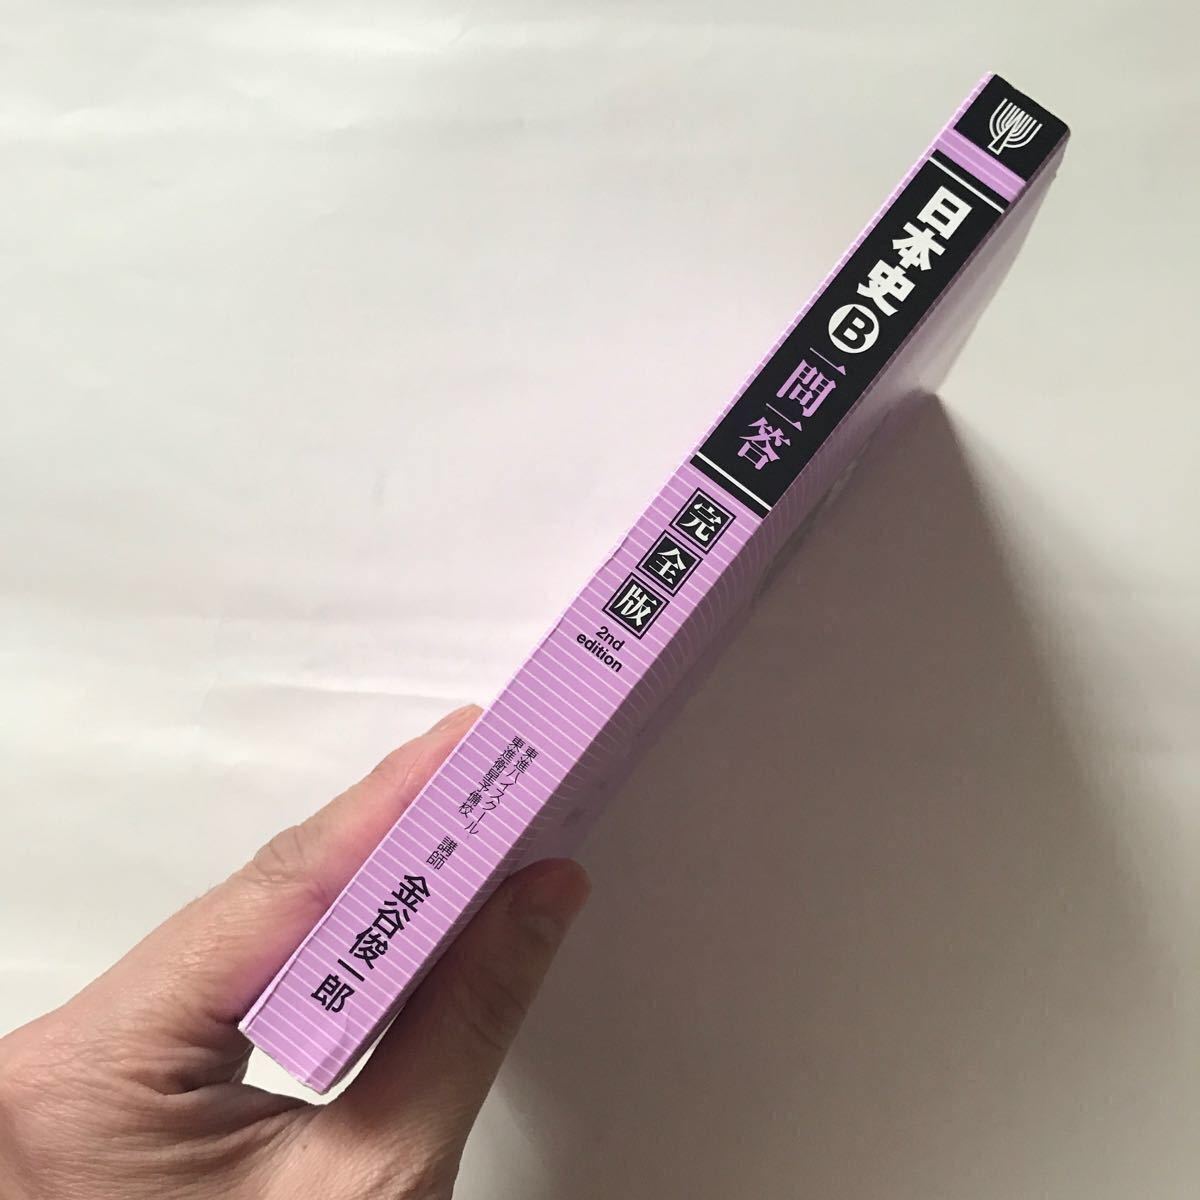 日本史Ⓑ一問一答
完全版
2nd
edition
東進ハイスクール
東進衛星予備校
講師
金谷俊一郎